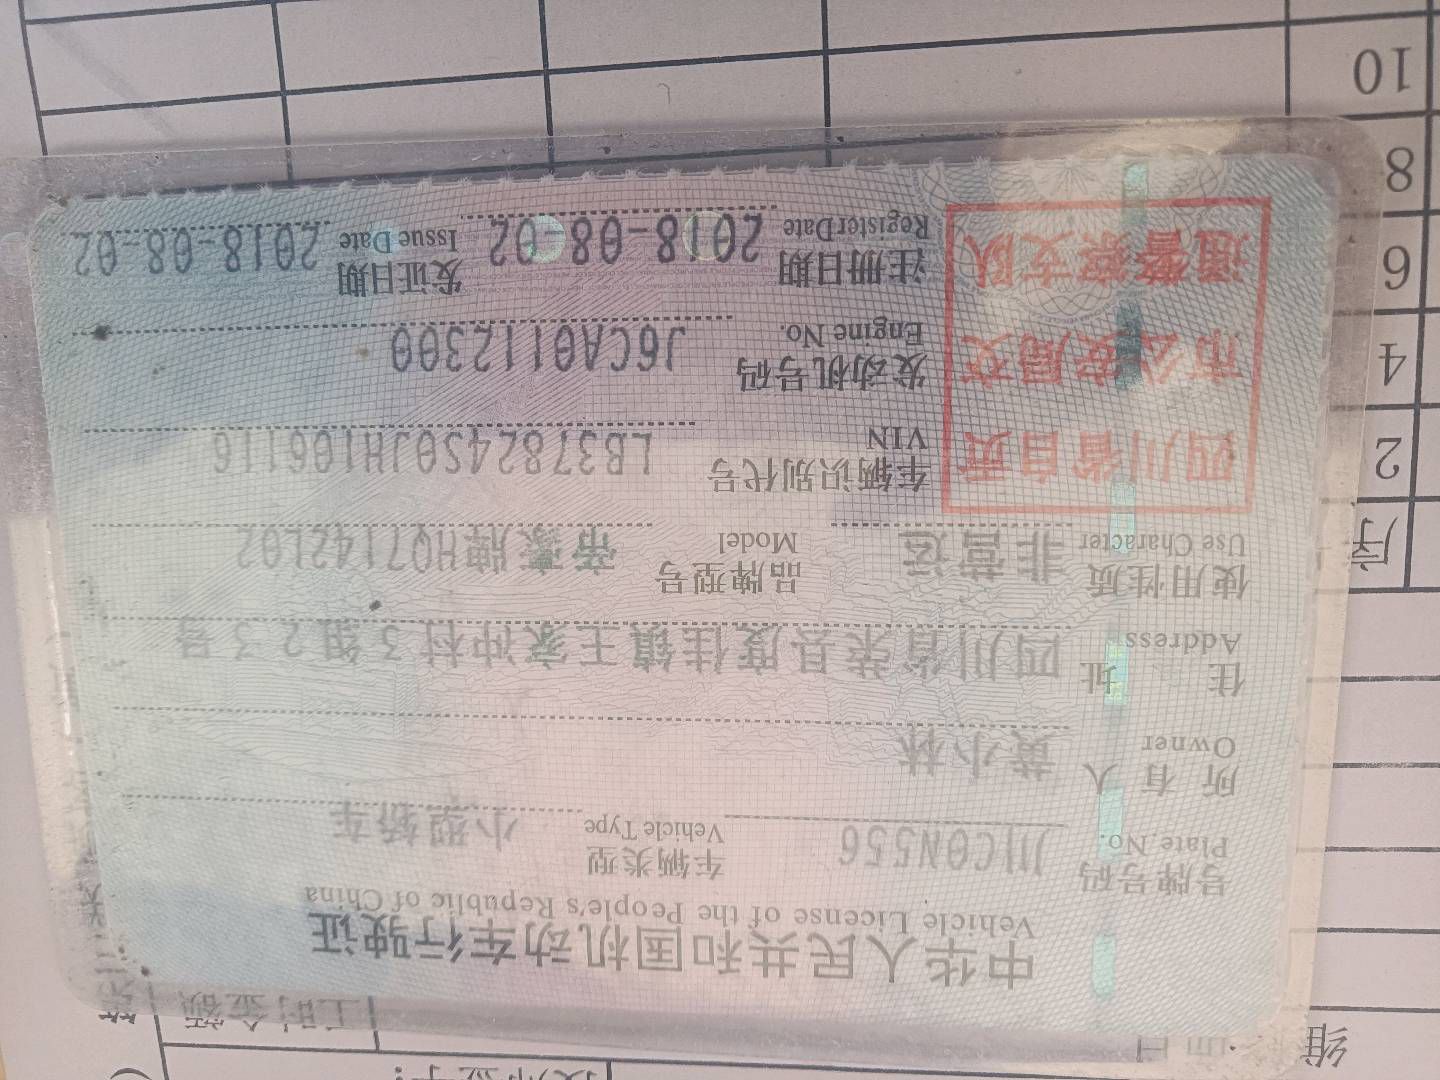 中华人民共和国机动车行驶证
Vehicle License of the People's Republic of China
号牌号码 川C0N556 车辆类型 小型轿车
Plate No. Vehicle Type
所有人 黄小林
Owner
住址 四川省荣县度佳镇王家冲村3组23号
Address
使用性质 非营运 品牌型号 帝豪牌HQ7142L02
Use Character Model
四川省自贡
市公安局交
通警察支队
车辆识别代号 LB37824S0JH106116
VIN
发动机号码 J6CA0112300
Engine No.
注册日期 2018-08-02 发证日期 2018-08-02
Register Date Issue Date
维
工时金额
序
2
4
6
8
10